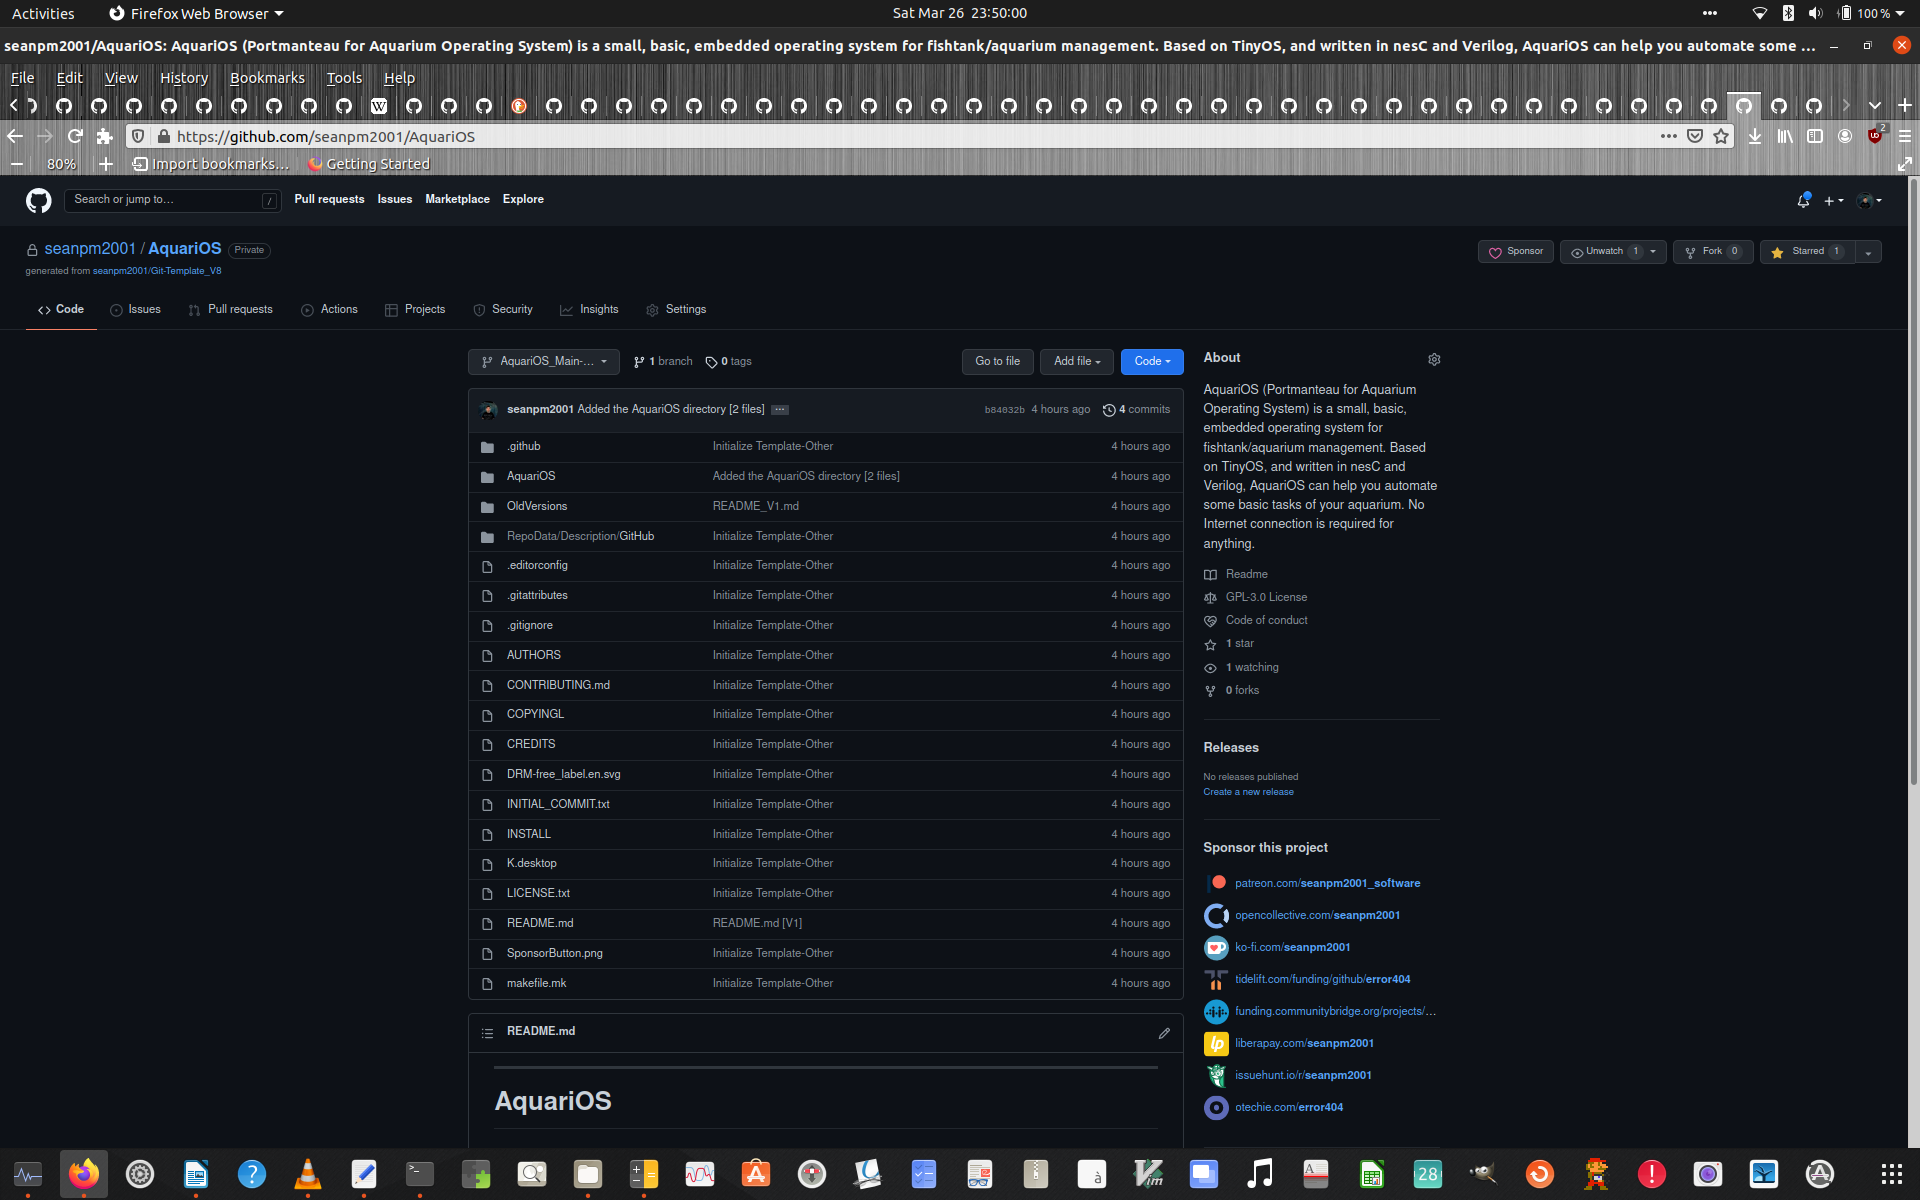 Activities
Firefox Web Browser
Sat Mar 26 23:50:00
100 %
seanpm2001/AquariOS: AquariOS (Portmanteau for Aquarium Operating System) is a small, basic, embedded operating system for fishtank/aquarium management. Based on TinyOS, and written in nesC and Verilog, AquariOS can help you automate some …
File Edit View History Bookmarks Tools Help
https://github.com/seanpm2001/AquariOS
2
80%
Import bookmarks…
Getting Started
Search or jump to…
/
Pull requests Issues Marketplace Explore
seanpm2001 / AquariOS Private
Sponsor
Unwatch 1
Fork 0
Starred 1
generated from seanpm2001/Git-Template_V8
Code Issues Pull requests Actions Projects Security Insights Settings
AquariOS_Main-...
1 branch
0 tags
Go to file
Add file
Code
seanpm2001 Added the AquariOS directory [2 files] ...
b84032b 4 hours ago
4 commits
.github Initialize Template-Other 4 hours ago
AquariOS Added the AquariOS directory [2 files] 4 hours ago
OldVersions README_V1.md 4 hours ago
RepoData/Description/GitHub Initialize Template-Other 4 hours ago
.editorconfig Initialize Template-Other 4 hours ago
.gitattributes Initialize Template-Other 4 hours ago
.gitignore Initialize Template-Other 4 hours ago
AUTHORS Initialize Template-Other 4 hours ago
CONTRIBUTING.md Initialize Template-Other 4 hours ago
COPYINGL Initialize Template-Other 4 hours ago
CREDITS Initialize Template-Other 4 hours ago
DRM-free_label.en.svg Initialize Template-Other 4 hours ago
INITIAL_COMMIT.txt Initialize Template-Other 4 hours ago
INSTALL Initialize Template-Other 4 hours ago
K.desktop Initialize Template-Other 4 hours ago
LICENSE.txt Initialize Template-Other 4 hours ago
README.md README.md [V1] 4 hours ago
SponsorButton.png Initialize Template-Other 4 hours ago
makefile.mk Initialize Template-Other 4 hours ago
README.md
AquariOS
About
AquariOS (Portmanteau for Aquarium
Operating System) is a small, basic,
embedded operating system for
fishtank/aquarium management. Based
on TinyOS, and written in nesC and
Verilog, AquariOS can help you automate
some basic tasks of your aquarium. No
Internet connection is required for
anything.
Readme
GPL-3.0 License
Code of conduct
1 star
1 watching
0 forks
Releases
No releases published
Create a new release
Sponsor this project
patreon.com/seanpm2001_software
opencollective.com/seanpm2001
ko-fi.com/seanpm2001
tidelift.com/funding/github/error404
funding.communitybridge.org/projects/...
liberapay.com/seanpm2001
issuehunt.io/r/seanpm2001
otechie.com/error404
28